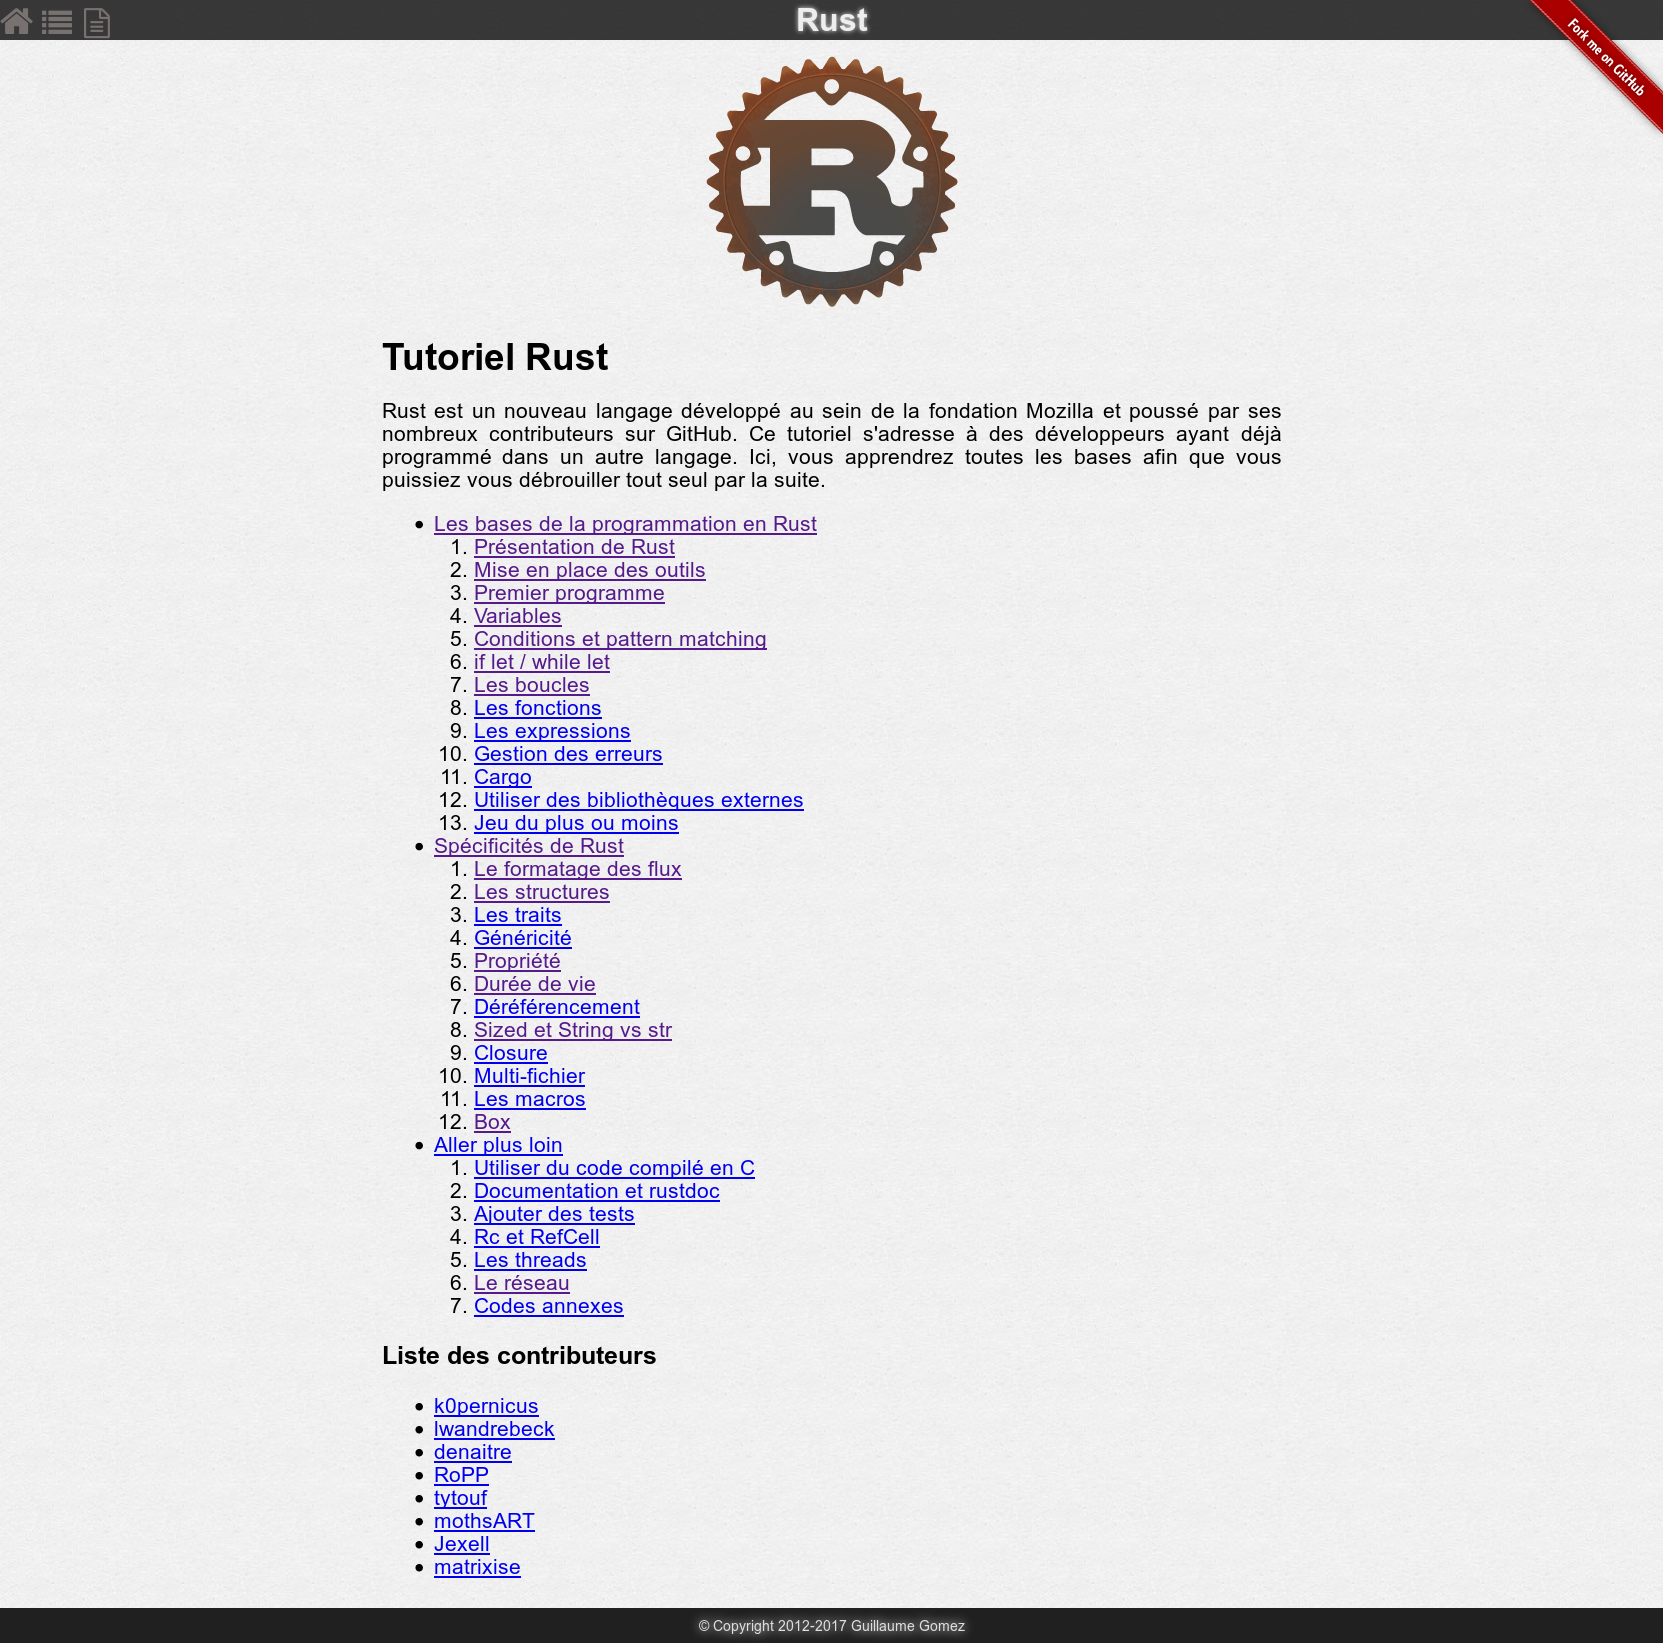 Rust
Fork me on GitHub
R
Tutoriel Rust
Rust est un nouveau langage développé au sein de la fondation Mozilla et poussé par ses
nombreux contributeurs sur GitHub. Ce tutoriel s'adresse à des développeurs ayant déjà
programmé dans un autre langage. Ici, vous apprendrez toutes les bases afin que vous
puissiez vous débrouiller tout seul par la suite.
• Les bases de la programmation en Rust
1. Présentation de Rust
2. Mise en place des outils
3. Premier programme
4. Variables
5. Conditions et pattern matching
6. if let / while let
7. Les boucles
8. Les fonctions
9. Les expressions
10. Gestion des erreurs
11. Cargo
12. Utiliser des bibliothèques externes
13. Jeu du plus ou moins
• Spécificités de Rust
1. Le formatage des flux
2. Les structures
3. Les traits
4. Généricité
5. Propriété
6. Durée de vie
7. Déréférencement
8. Sized et String vs str
9. Closure
10. Multi-fichier
11. Les macros
12. Box
• Aller plus loin
1. Utiliser du code compilé en C
2. Documentation et rustdoc
3. Ajouter des tests
4. Rc et RefCell
5. Les threads
6. Le réseau
7. Codes annexes
Liste des contributeurs
• k0pernicus
• lwandrebeck
• denaitre
• RoPP
• tytouf
• mothsART
• Jexell
• matrixise
© Copyright 2012-2017 Guillaume Gomez